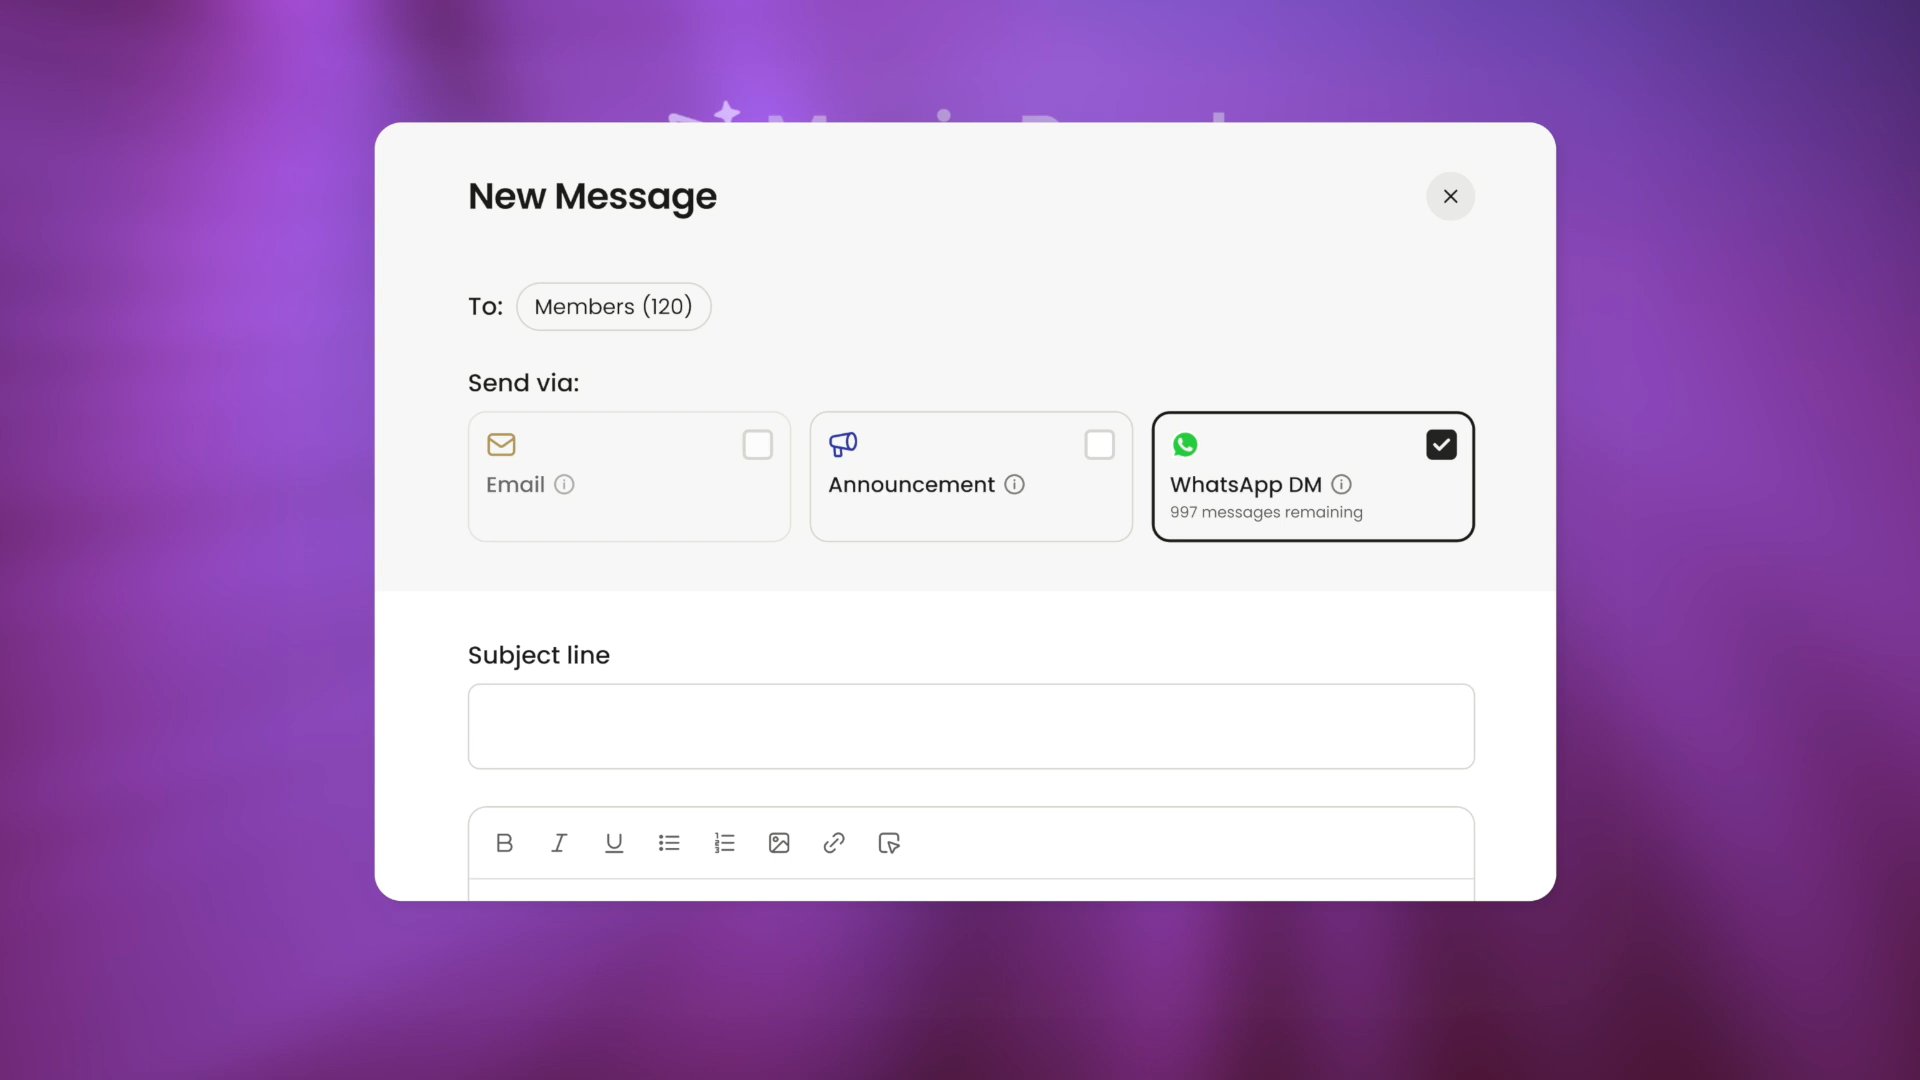 New Message
To: Members (120)
Send via:
Email
Announcement
WhatsApp DM
997 messages remaining
Subject line
B I U